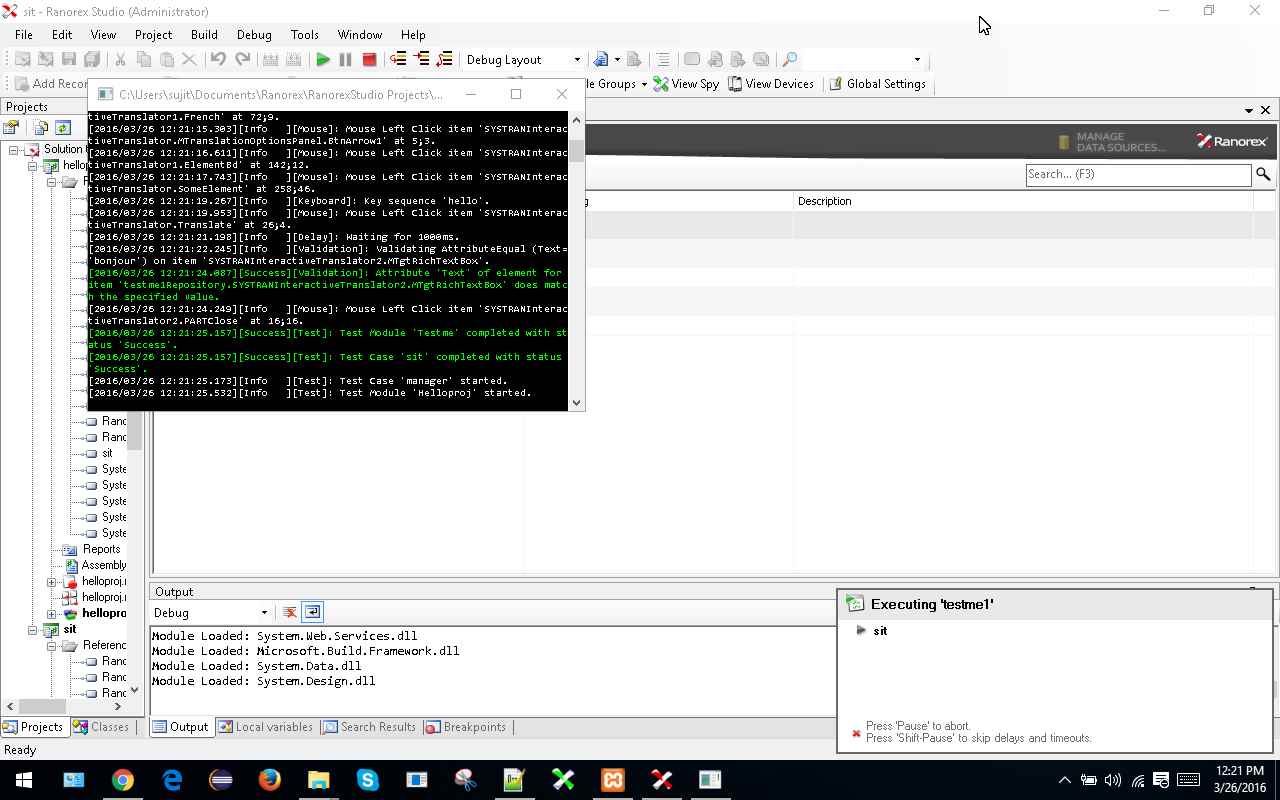 sit - Ranorex Studio (Administrator)
File Edit View Project Build Debug Tools Window Help
Debug Layout
Add Recor
le Groups View Spy View Devices Global Settings
C:\Users\sujit\Documents\Ranorex\RanorexStudio Projects\...
Projects
tiveTranslator1.French' at 72;9.
[2016/03/26 12:21:15.303][Info ][Mouse]: Mouse Left Click item 'SYSTRANInterac
tiveTranslator.MTranslationOptionsPanel.BtnArrow1' at 5;3.
[2016/03/26 12:21:16.611][Info ][Mouse]: Mouse Left Click item 'SYSTRANInterac
tiveTranslator1.ElementBd' at 142;12.
[2016/03/26 12:21:17.743][Info ][Mouse]: Mouse Left Click item 'SYSTRANInterac
tiveTranslator.SomeElement' at 258;46.
[2016/03/26 12:21:19.267][Info ][Keyboard]: Key sequence 'hello'.
[2016/03/26 12:21:19.953][Info ][Mouse]: Mouse Left Click item 'SYSTRANInterac
tiveTranslator.Translate' at 26;4.
[2016/03/26 12:21:21.198][Info ][Delay]: Waiting for 1000ms.
[2016/03/26 12:21:22.245][Info ][Validation]: Validating AttributeEqual (Text=
'bonjour') on item 'SYSTRANInteractiveTranslator2.MTgtRichTextBox'.
[2016/03/26 12:21:24.087][Success][Validation]: Attribute 'Text' of element for
item 'testme1Repository.SYSTRANInteractiveTranslator2.MTgtRichTextBox' does matc
h the specified value.
[2016/03/26 12:21:24.249][Info ][Mouse]: Mouse Left Click item 'SYSTRANInterac
tiveTranslator2.PARTClose' at 16;16.
[2016/03/26 12:21:25.157][Success][Test]: Test Module 'Testme' completed with st
atus 'Success'.
[2016/03/26 12:21:25.157][Success][Test]: Test Case 'sit' completed with status
'Success'.
[2016/03/26 12:21:25.173][Info ][Test]: Test Case 'manager' started.
[2016/03/26 12:21:25.532][Info ][Test]: Test Module 'Helloproj' started.
MANAGE
DATA SOURCES...
Ranorex
Search... (F3)
g
Description
Solution
hello
Ranc
Ranc
sit
Syste
Syste
Syste
Syste
Syste
Reports
Assembly
helloproj.r
helloproj.r
hellopro
sit
Referenc
Ranc
Ranc
Ranc
Projects Classes
Output
Debug
Module Loaded: System.Web.Services.dll
Module Loaded: Microsoft.Build.Framework.dll
Module Loaded: System.Data.dll
Module Loaded: System.Design.dll
Output Local variables Search Results Breakpoints
Executing 'testme1'
sit
Press 'Pause' to abort.
Press 'Shift-Pause' to skip delays and timeouts.
Ready
12:21 PM
3/26/2016